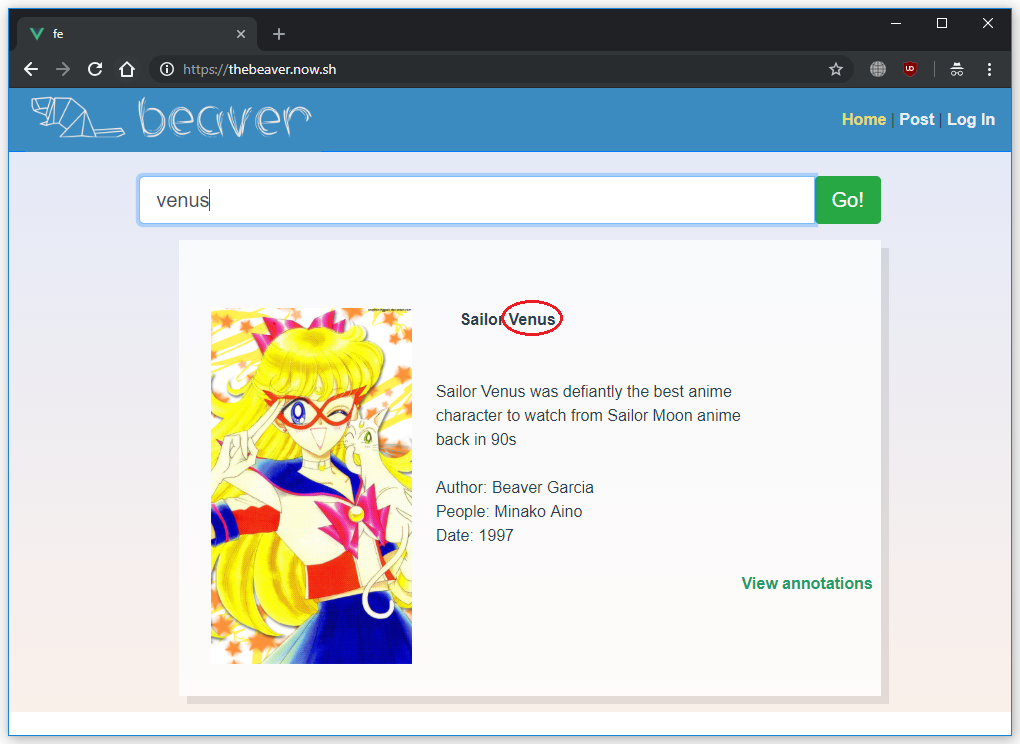 fe
https://thebeaver.now.sh
beaver
Home | Post | Log In
venus
Go!
Sailor Venus
Sailor Venus was defiantly the best anime
character to watch from Sailor Moon anime
back in 90s
Author: Beaver Garcia
People: Minako Aino
Date: 1997
View annotations